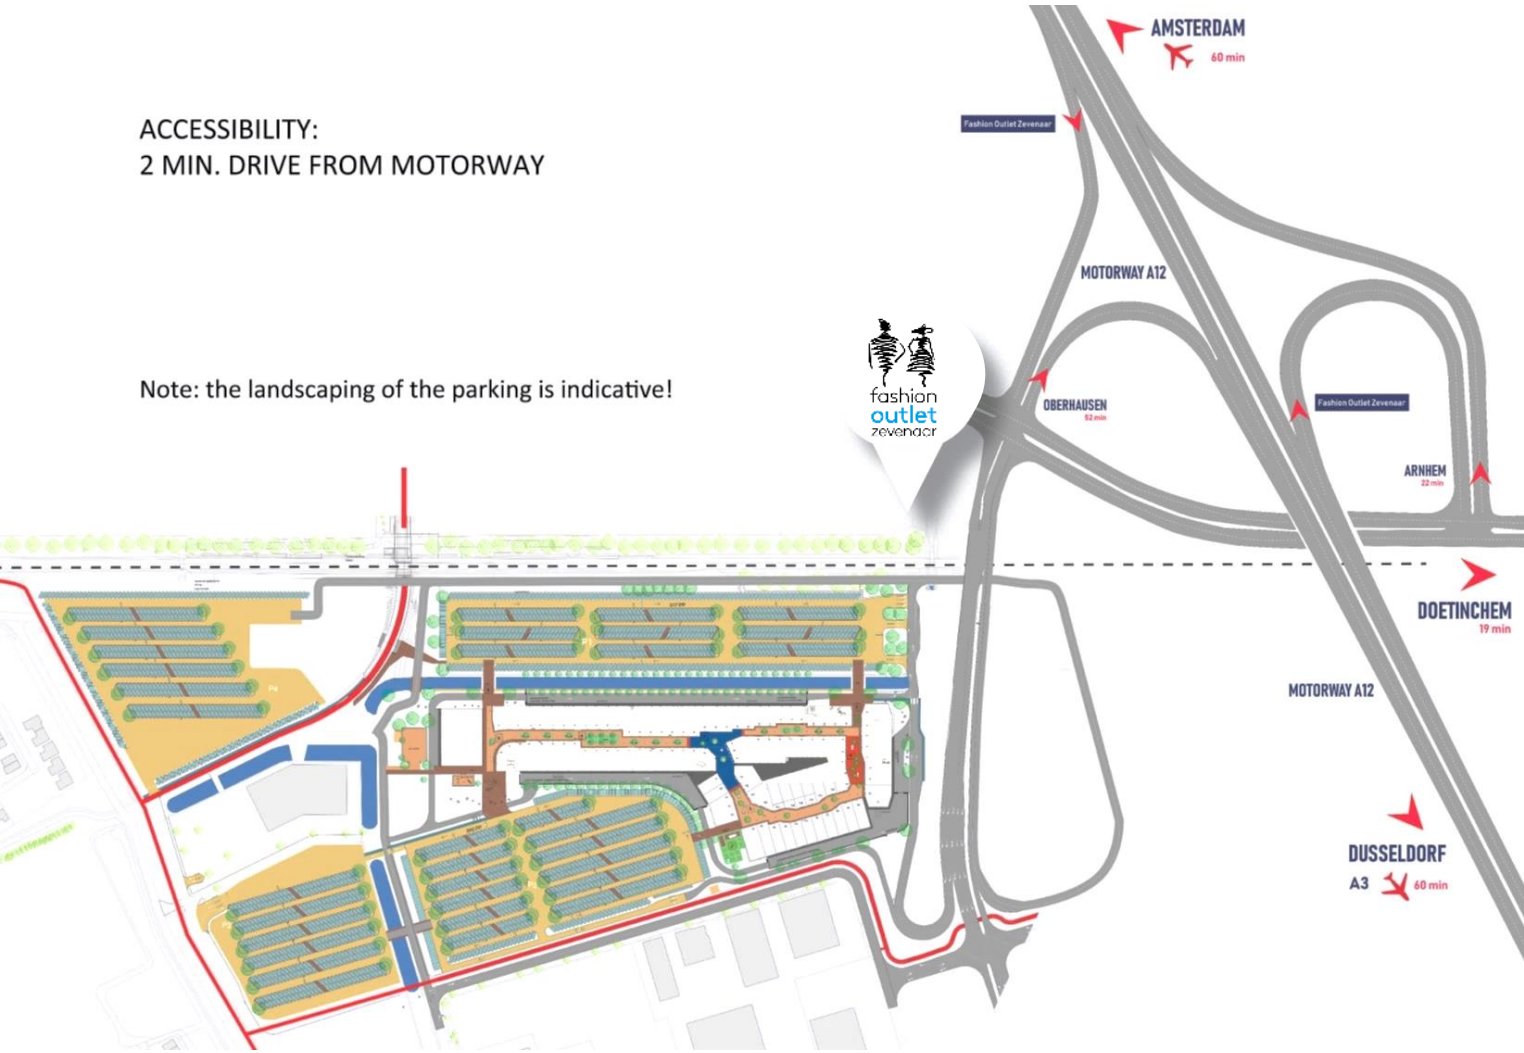 AMSTERDAM
60 min
ACCESSIBILITY:
2 MIN. DRIVE FROM MOTORWAY
Fashion Outlet Zevenaar
MOTORWAY A12
Note: the landscaping of the parking is indicative!
fashion
outlet
zevenaar
OBERHAUSEN
52 min
Fashion Outlet Zevenaar
ARNHEM
22 min
DOETINCHEM
19 min
P1
P4
MOTORWAY A12
DUSSELDORF
A3 60 min